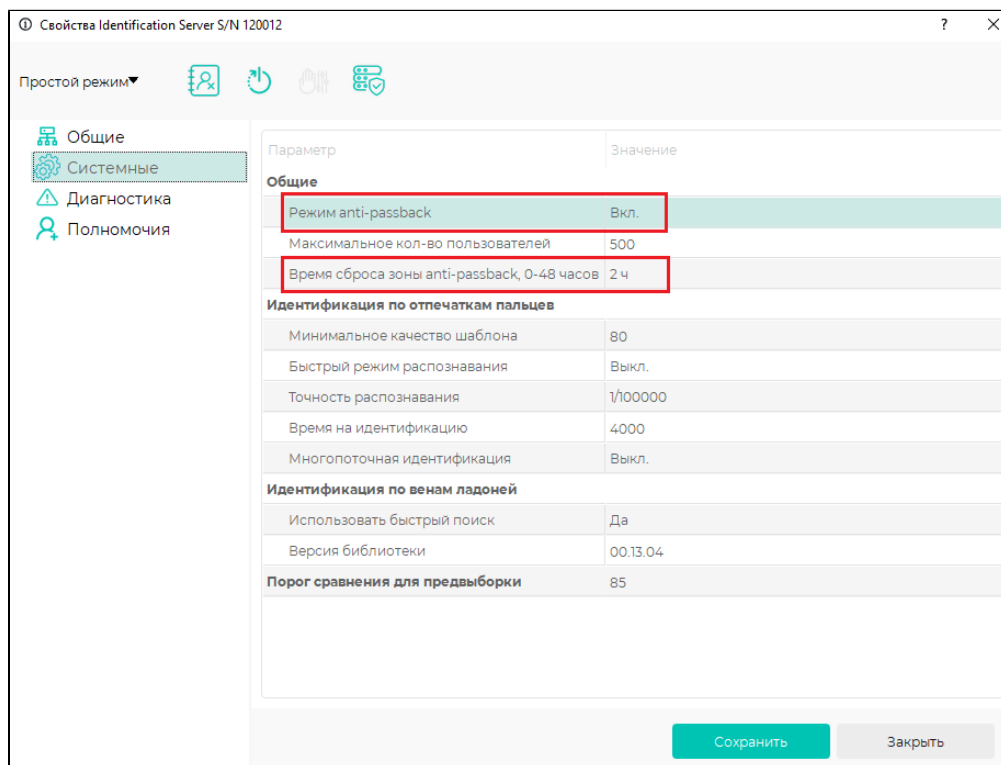 Свойства Identification Server S/N 120012
?
Простой режим
Общие
Системные
Диагностика
Полномочия
Параметр Значение
Общие
Режим anti-passback Вкл.
Максимальное кол-во пользователей 500
Время сброса зоны anti-passback, 0-48 часов 2 ч
Идентификация по отпечаткам пальцев
Минимальное качество шаблона 80
Быстрый режим распознавания Выкл.
Точность распознавания 1/100000
Время на идентификацию 4000
Многопоточная идентификация Выкл.
Идентификация по венам ладоней
Использовать быстрый поиск Да
Версия библиотеки 00.13.04
Порог сравнения для предвыборки 85
Сохранить Закрыть